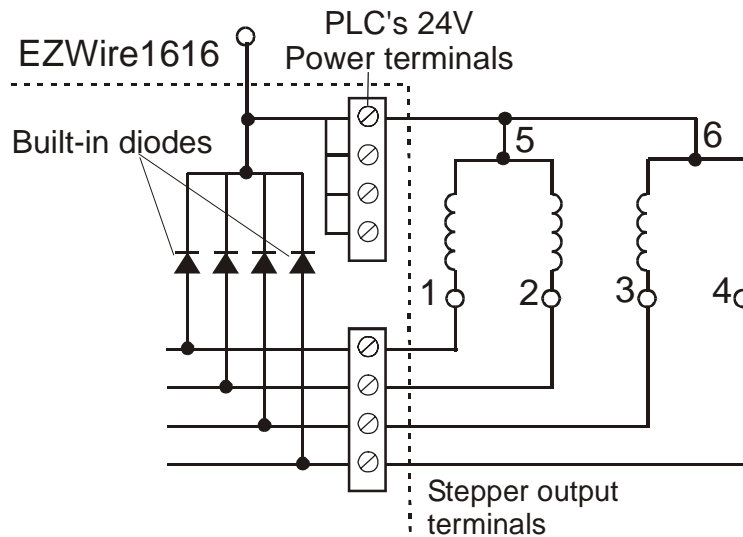 PLC's 24V
Power terminals
EZWire1616
Built-in diodes
5
6
1
2
3
4
Stepper output
terminals